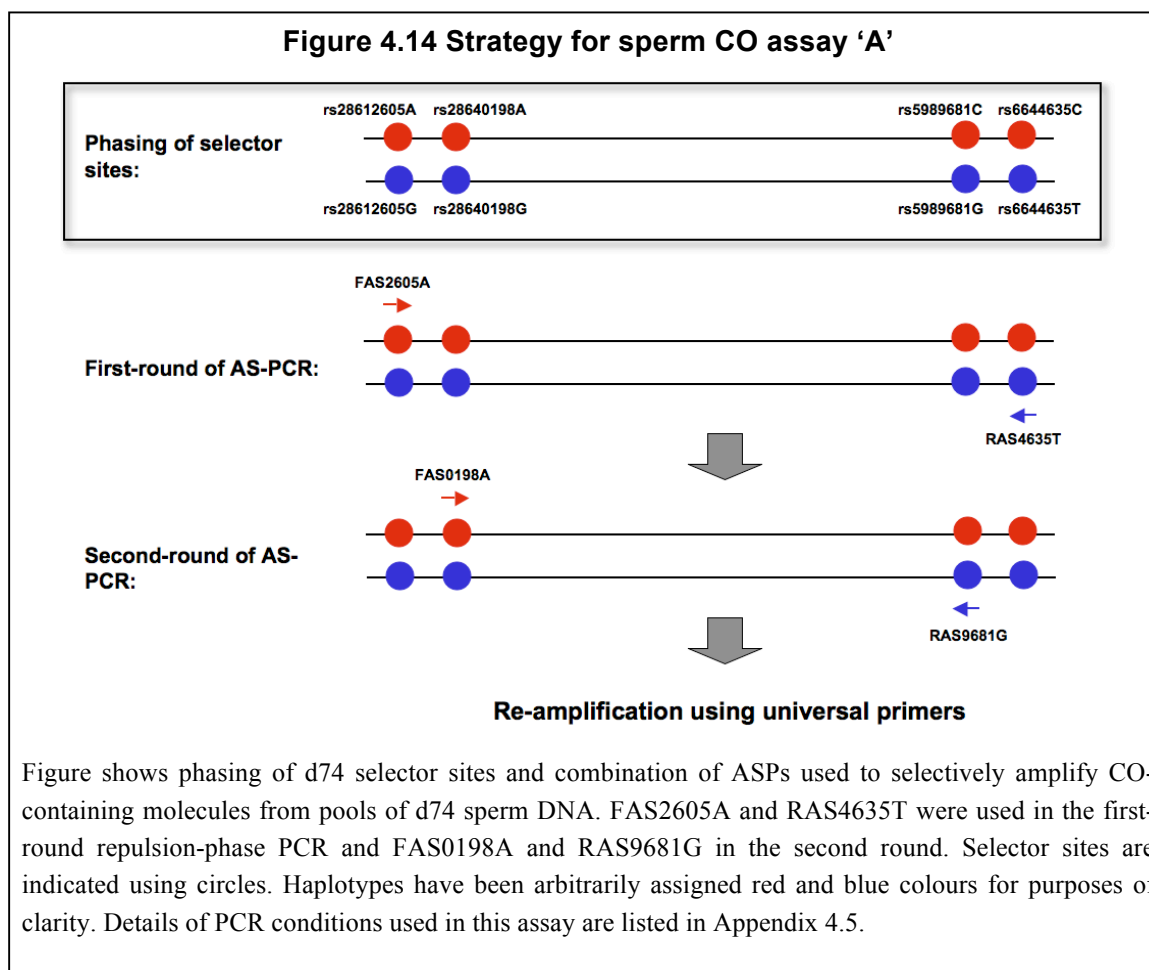 Figure 4.14 Strategy for sperm CO assay ‘A’
rs28612605A rs28640198A rs5989681C rs6644635C
Phasing of selector
sites:
rs28612605G rs28640198G rs5989681G rs6644635T
FAS2605A
First-round of AS-PCR:
RAS4635T
FAS0198A
Second-round of AS-
PCR:
RAS9681G
Re-amplification using universal primers
Figure shows phasing of d74 selector sites and combination of ASPs used to selectively amplify CO-
containing molecules from pools of d74 sperm DNA. FAS2605A and RAS4635T were used in the first-
round repulsion-phase PCR and FAS0198A and RAS9681G in the second round. Selector sites are
indicated using circles. Haplotypes have been arbitrarily assigned red and blue colours for purposes of
clarity. Details of PCR conditions used in this assay are listed in Appendix 4.5.